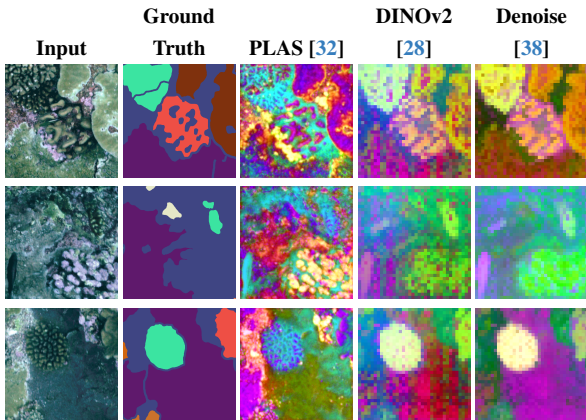 Ground DINOv2 Denoise
Input Truth PLAS [32] [28] [38]